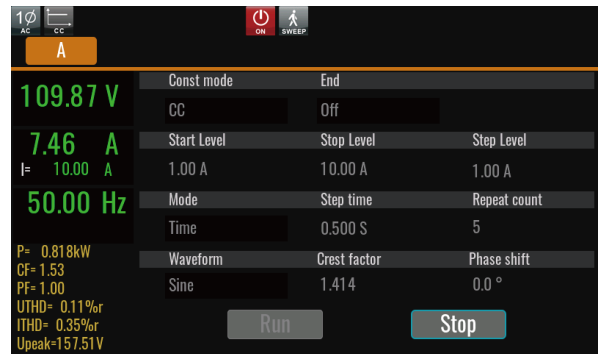 1Ø
AC CC ON SWEEP
A
109.87 V
7.46 A
I= 10.00 A
50.00 Hz
P= 0.818kW
CF= 1.53
PF= 1.00
UTHD= 0.11%r
ITHD= 0.35%r
Upeak=157.51V
Const mode End
CC Off
Start Level Stop Level Step Level
1.00 A 10.00 A 1.00 A
Mode Step time Repeat count
Time 0.500 S 5
Waveform Crest factor Phase shift
Sine 1.414 0.0 °
Run Stop